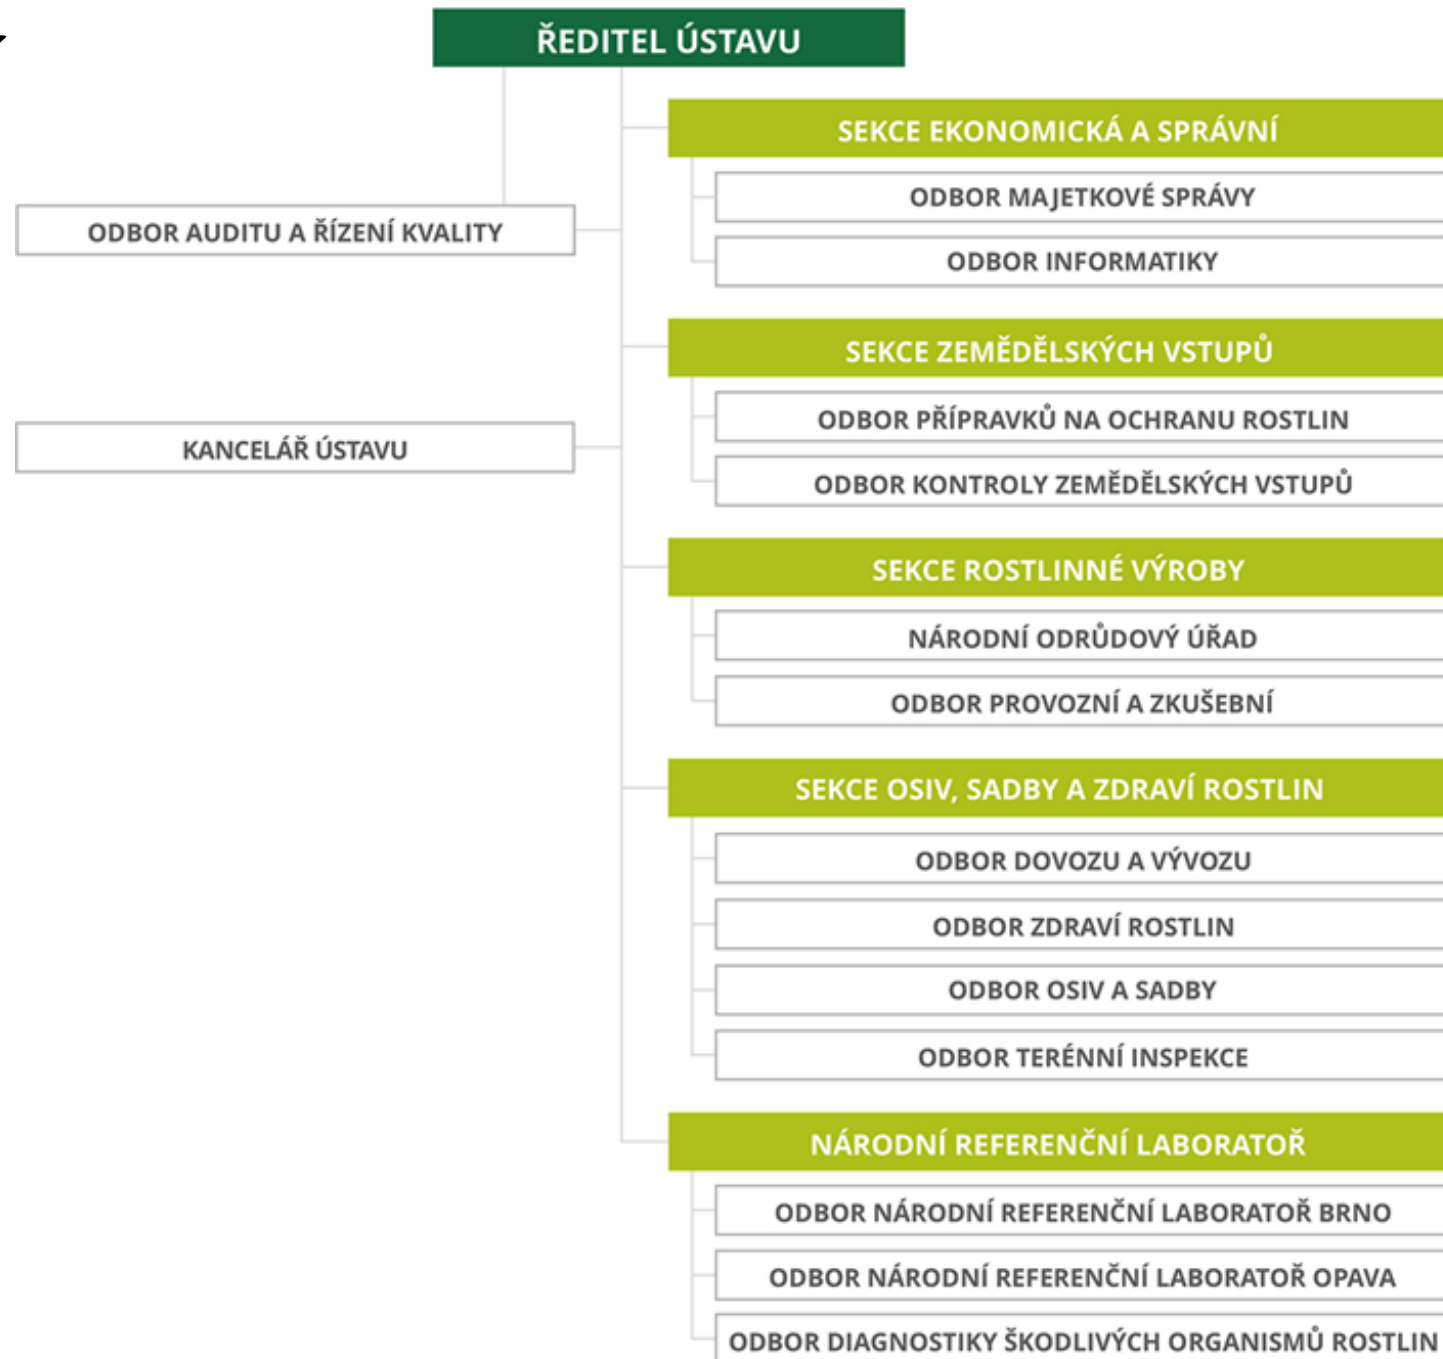 ŘEDITEL ÚSTAVU
ODBOR AUDITU A ŘÍZENÍ KVALITY
KANCELÁŘ ÚSTAVU
SEKCE EKONOMICKÁ A SPRÁVNÍ
ODBOR MAJETKOVÉ SPRÁVY
ODBOR INFORMATIKY
SEKCE ZEMĚDĚLSKÝCH VSTUPŮ
ODBOR PŘÍPRAVKŮ NA OCHRANU ROSTLIN
ODBOR KONTROLY ZEMĚDĚLSKÝCH VSTUPŮ
SEKCE ROSTLINNÉ VÝROBY
NÁRODNÍ ODRŮDOVÝ ÚŘAD
ODBOR PROVOZNÍ A ZKUŠEBNÍ
SEKCE OSIV, SADBY A ZDRAVÍ ROSTLIN
ODBOR DOVOZU A VÝVOZU
ODBOR ZDRAVÍ ROSTLIN
ODBOR OSIV A SADBY
ODBOR TERÉNNÍ INSPEKCE
NÁRODNÍ REFERENČNÍ LABORATOŘ
ODBOR NÁRODNÍ REFERENČNÍ LABORATOŘ BRNO
ODBOR NÁRODNÍ REFERENČNÍ LABORATOŘ OPAVA
ODBOR DIAGNOSTIKY ŠKODLIVÝCH ORGANISMŮ ROSTLIN